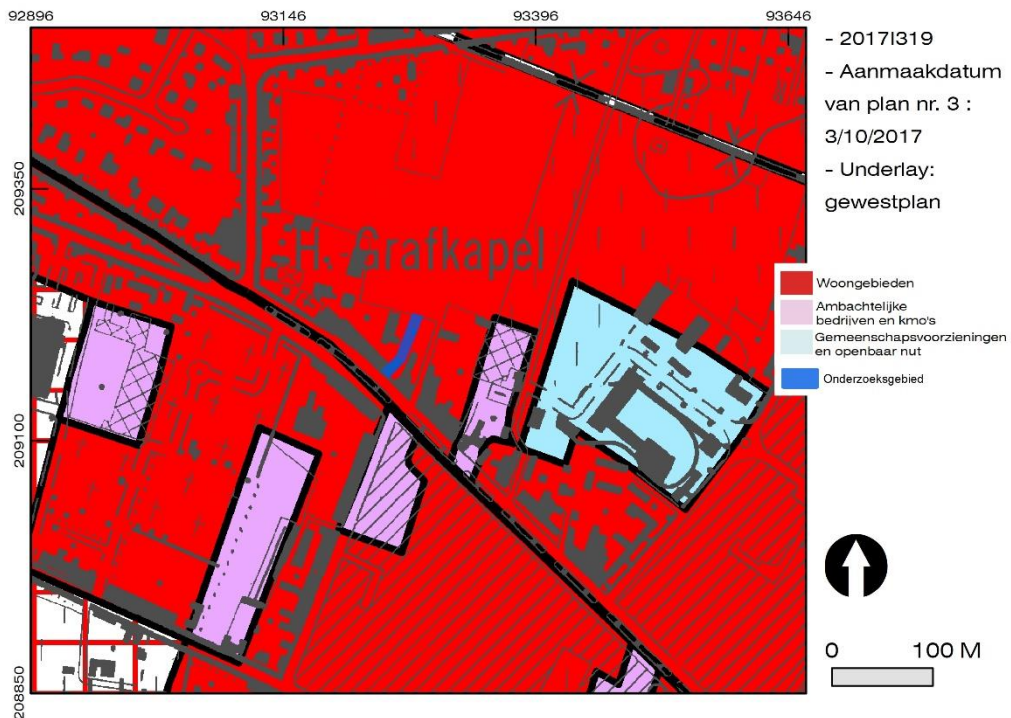 92896 93146 93396 93646
- 2017I319
- Aanmaakdatum
van plan nr. 3 :
3/10/2017
- Underlay:
gewestplan
209350
H. Grafkapel
Woongebieden
Ambachtelijke
bedrijven en kmo's
Gemeenschapsvoorzieningen
en openbaar nut
Onderzoeksgebied
209100
0 100 M
208850